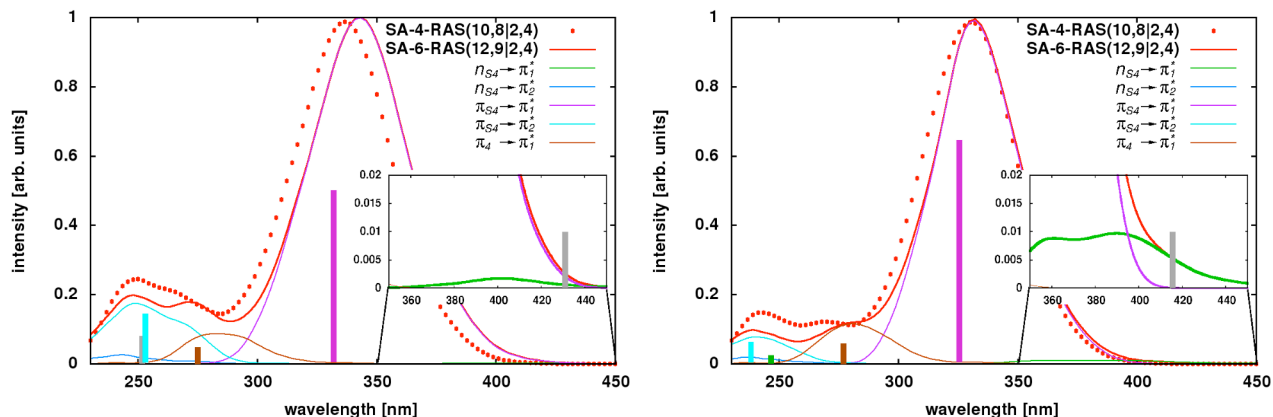 1
0.8
0.6
0.4
0.2
0
intensity [arb. units]
250 300 350 400 450
wavelength [nm]
SA-4-RAS(10,8|2,4)
SA-6-RAS(12,9|2,4)
n_S4 → π*_1
n_S4 → π*_2
π_S4 → π*_1
π_S4 → π*_2
π_4 → π*_1
0.02
0.015
0.01
0.005
0
360 380 400 420 440
1
0.8
0.6
0.4
0.2
0
intensity [arb. units]
250 300 350 400 450
wavelength [nm]
SA-4-RAS(10,8|2,4)
SA-6-RAS(12,9|2,4)
n_S4 → π*_1
n_S4 → π*_2
π_S4 → π*_1
π_S4 → π*_2
π_4 → π*_1
0.02
0.015
0.01
0.005
0
360 380 400 420 440